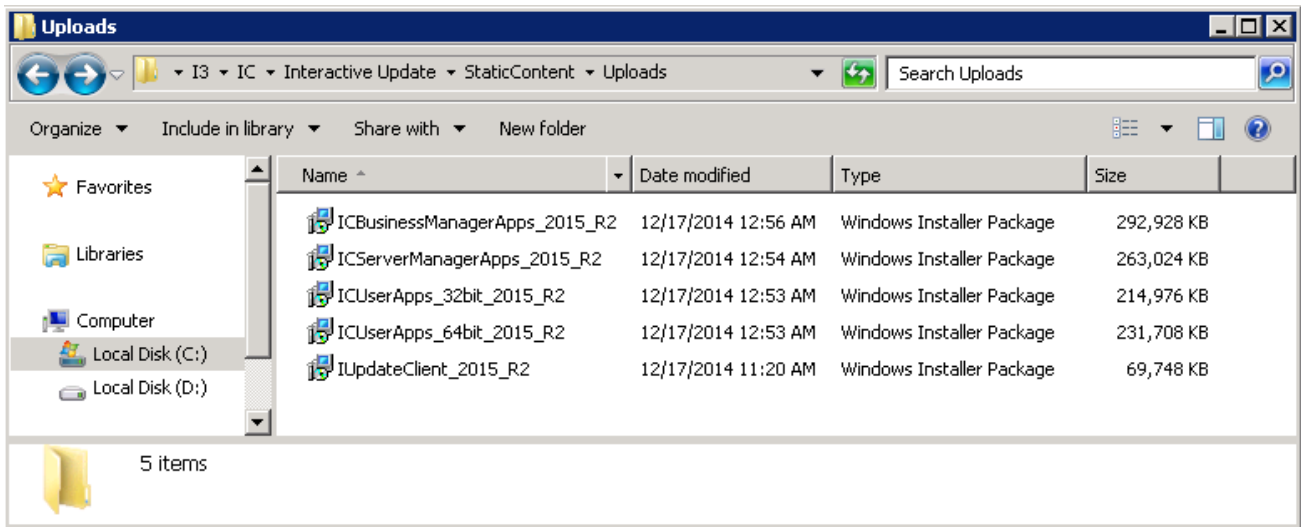 Uploads
I3 IC Interactive Update StaticContent Uploads Search Uploads
Organize Include in library Share with New folder
Favorites
Libraries
Computer
Local Disk (C:)
Local Disk (D:)
Name Date modified Type Size
ICBusinessManagerApps_2015_R2 12/17/2014 12:56 AM Windows Installer Package 292,928 KB
ICServerManagerApps_2015_R2 12/17/2014 12:54 AM Windows Installer Package 263,024 KB
ICUserApps_32bit_2015_R2 12/17/2014 12:53 AM Windows Installer Package 214,976 KB
ICUserApps_64bit_2015_R2 12/17/2014 12:53 AM Windows Installer Package 231,708 KB
IUpdateClient_2015_R2 12/17/2014 11:20 AM Windows Installer Package 69,748 KB
5 items